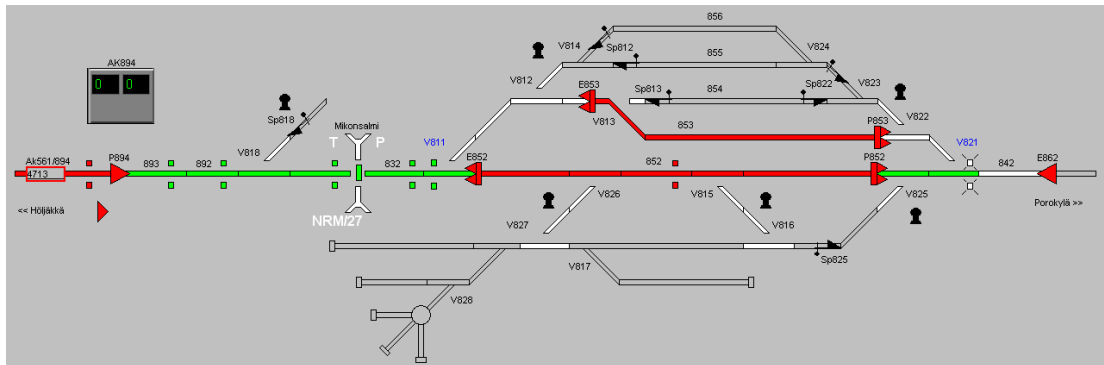 856
V814
Sp812
V824
855
AK894
0 0
V812
Sp822
V823
E853
Sp813
854
Sp818
V813
V822
Mikonsalmi
T P
853
P853
V818
V811
V821
Ak561/894
P894
893
892
832
E852
852
P852
842
E862
4713
<< Höljäkkä
NRM/27
V826
V815
V825
Porokylä >>
V827
V816
Sp825
V817
V828